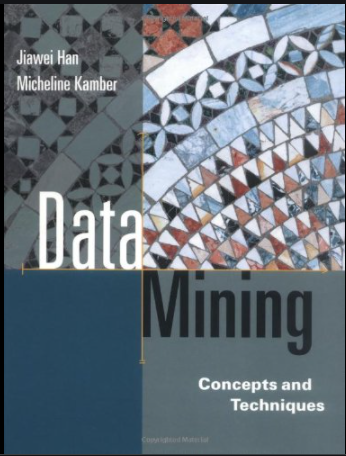 Jiawei Han
Micheline Kamber
Data
Mining
Concepts and
Techniques